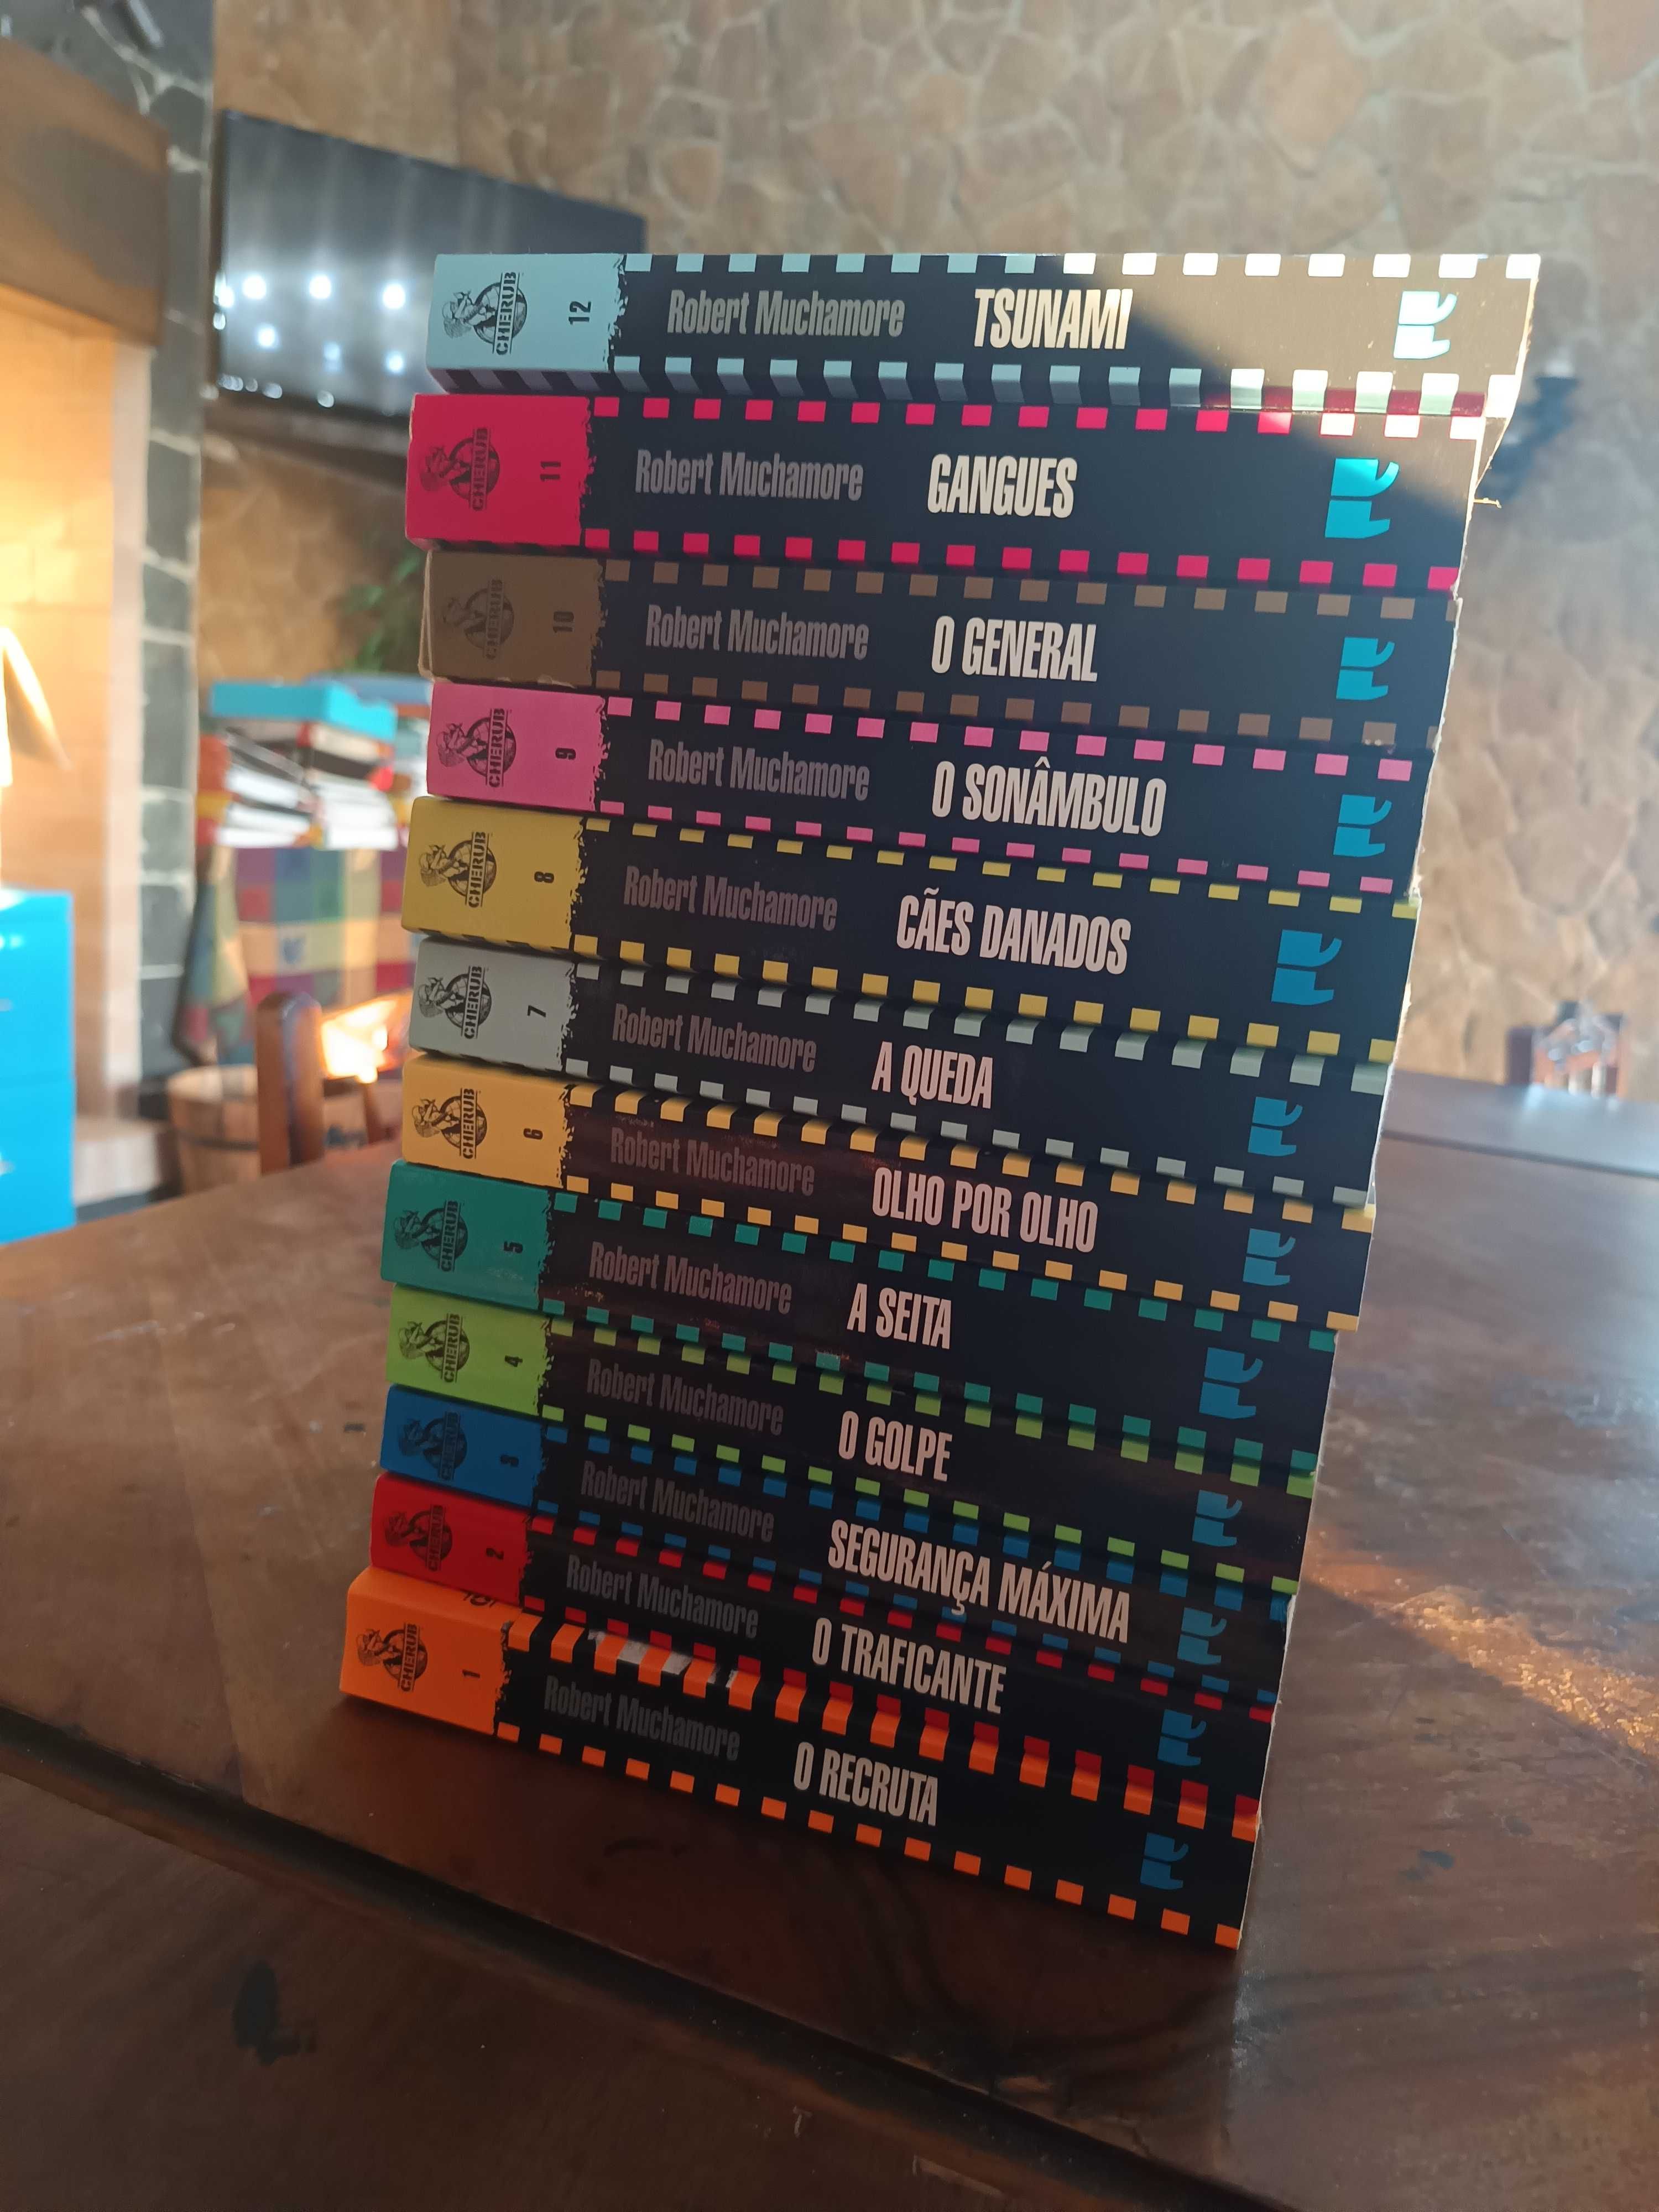 CHERUB 12 Robert Muchamore TSUNAMI
CHERUB 11 Robert Muchamore GANGUES
CHERUB 10 Robert Muchamore O GENERAL
CHERUB 9 Robert Muchamore O SONÂMBULO
CHERUB 8 Robert Muchamore CÃES DANADOS
CHERUB 7 Robert Muchamore A QUEDA
CHERUB 6 Robert Muchamore OLHO POR OLHO
CHERUB 5 Robert Muchamore A SEITA
CHERUB 4 Robert Muchamore O GOLPE
CHERUB 3 Robert Muchamore SEGURANÇA MÁXIMA
CHERUB 2 Robert Muchamore O TRAFICANTE
CHERUB 1 Robert Muchamore O RECRUTA